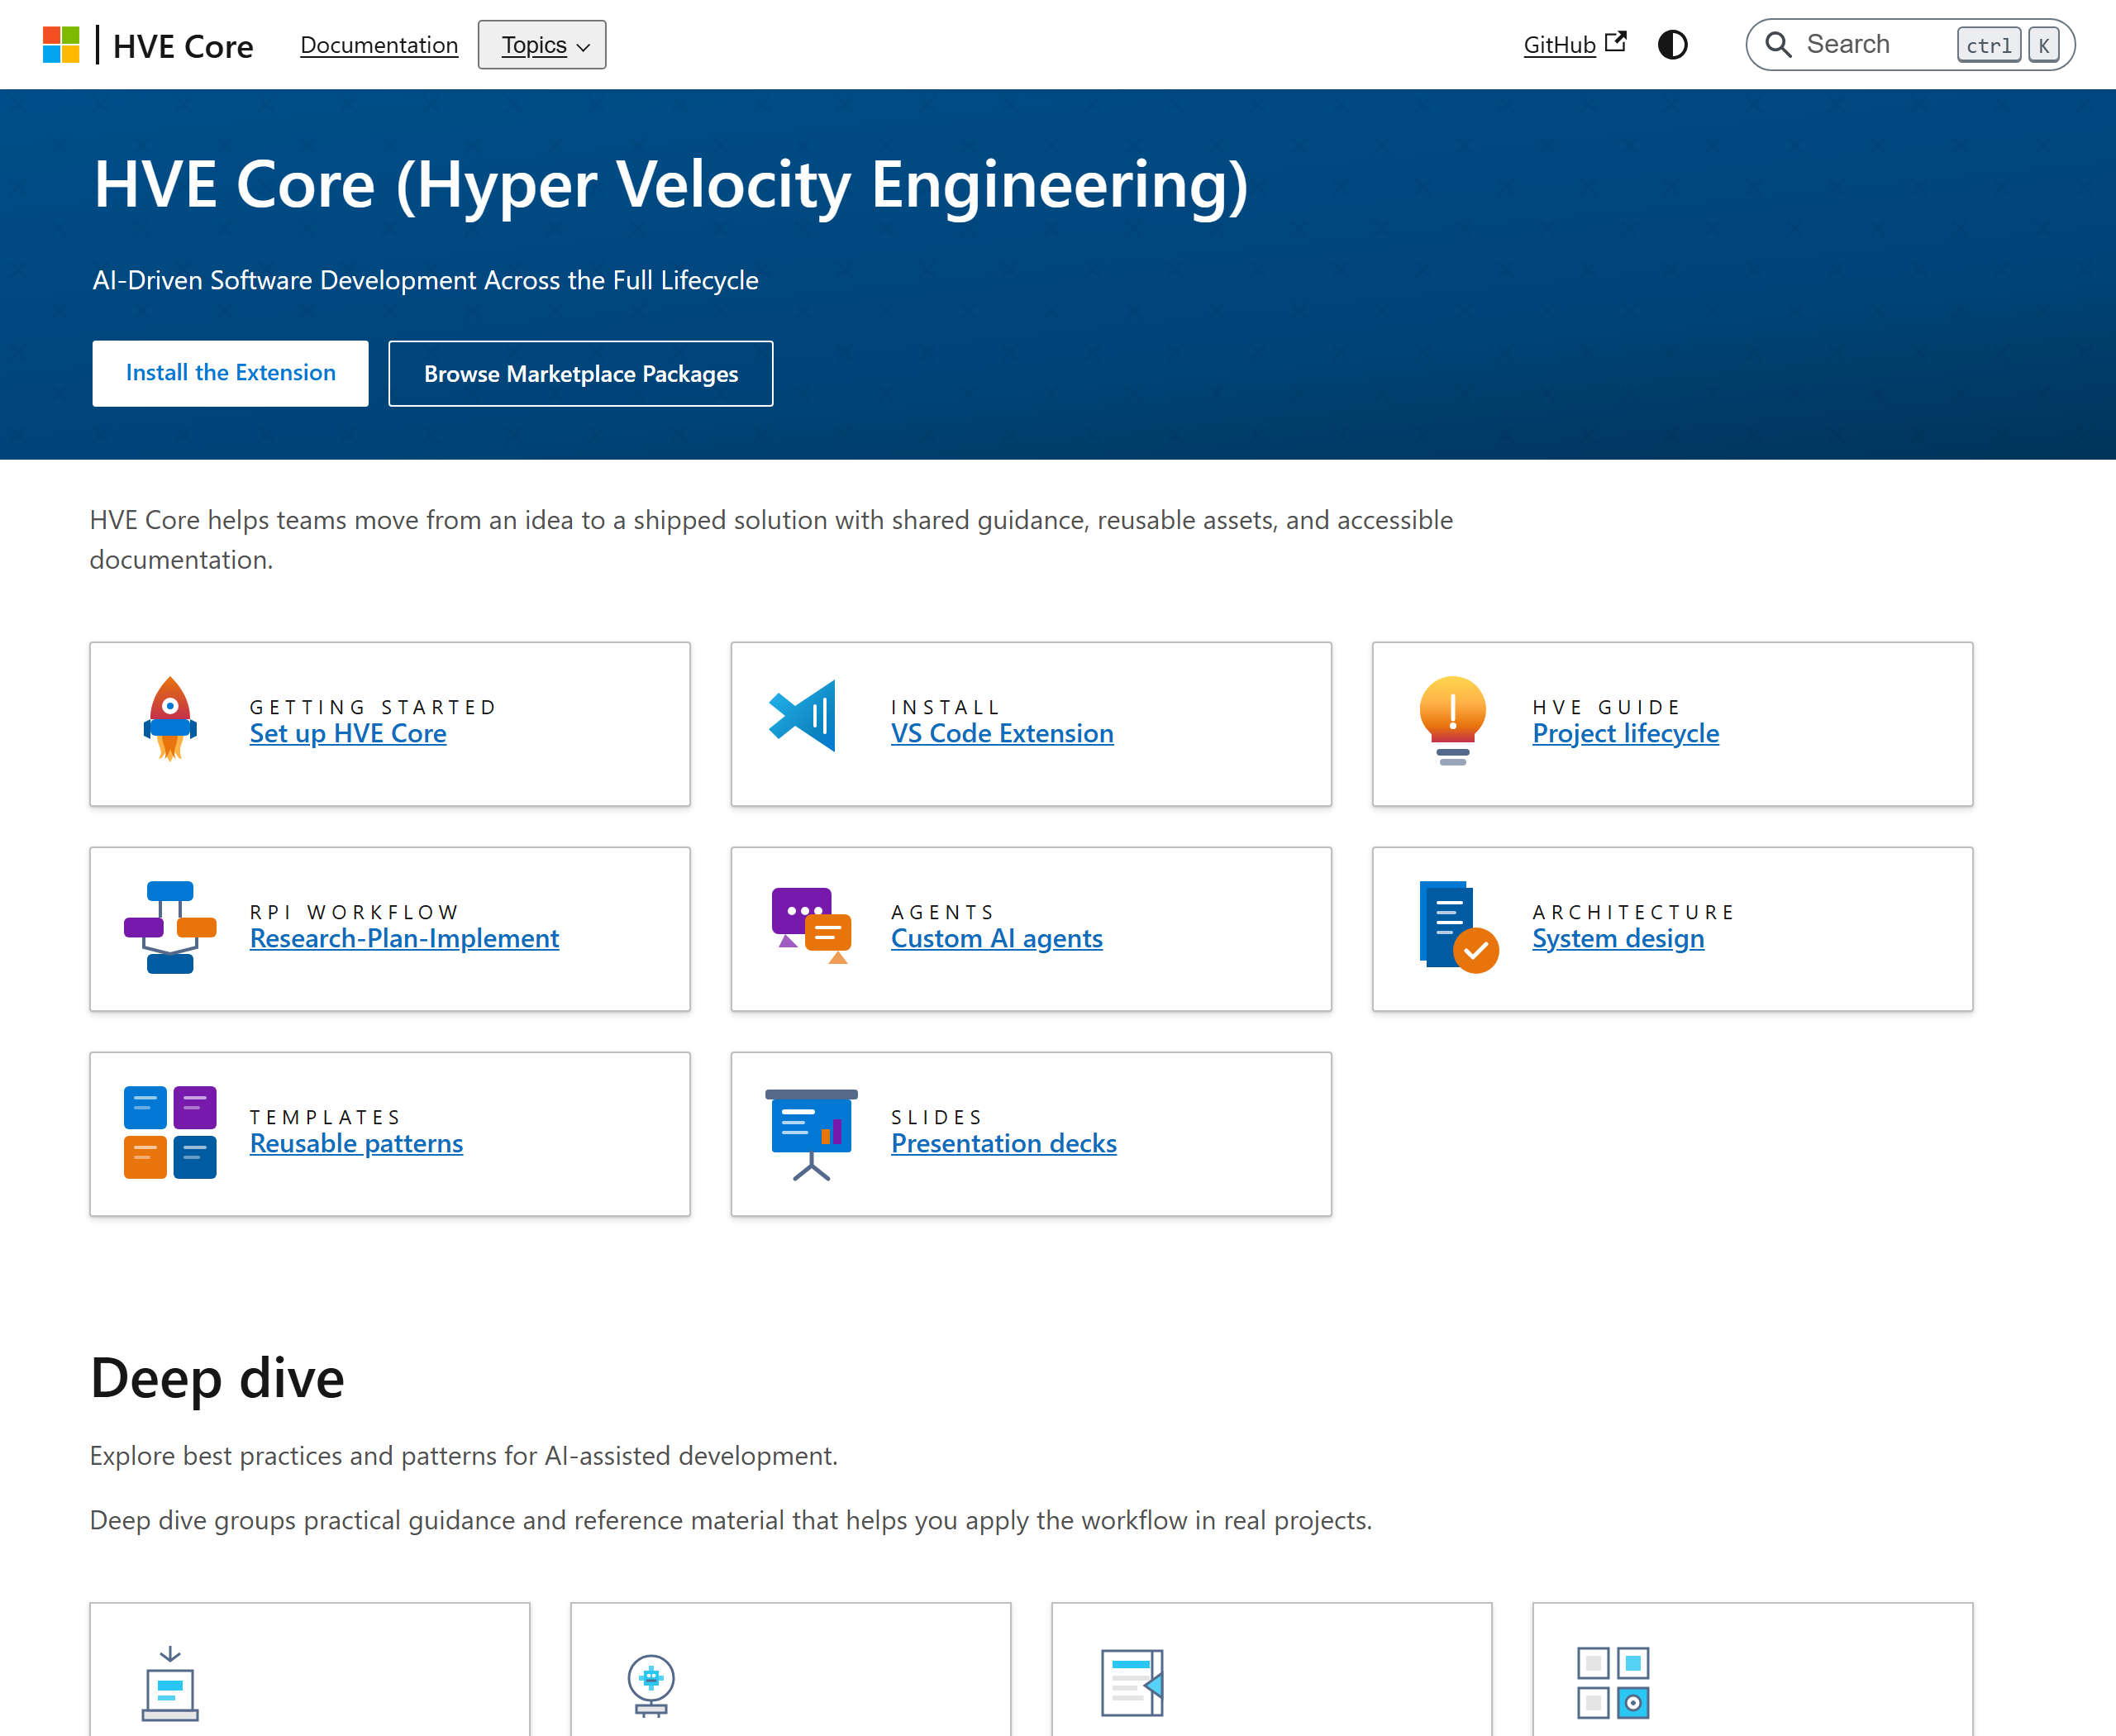 HVE Core Documentation Topics GitHub Search ctrl K
HVE Core (Hyper Velocity Engineering)
AI-Driven Software Development Across the Full Lifecycle
Install the Extension Browse Marketplace Packages
HVE Core helps teams move from an idea to a shipped solution with shared guidance, reusable assets, and accessible
documentation.
GETTING STARTED
Set up HVE Core
INSTALL
VS Code Extension
HVE GUIDE
Project lifecycle
RPI WORKFLOW
Research-Plan-Implement
AGENTS
Custom AI agents
ARCHITECTURE
System design
TEMPLATES
Reusable patterns
SLIDES
Presentation decks
Deep dive
Explore best practices and patterns for AI-assisted development.
Deep dive groups practical guidance and reference material that helps you apply the workflow in real projects.